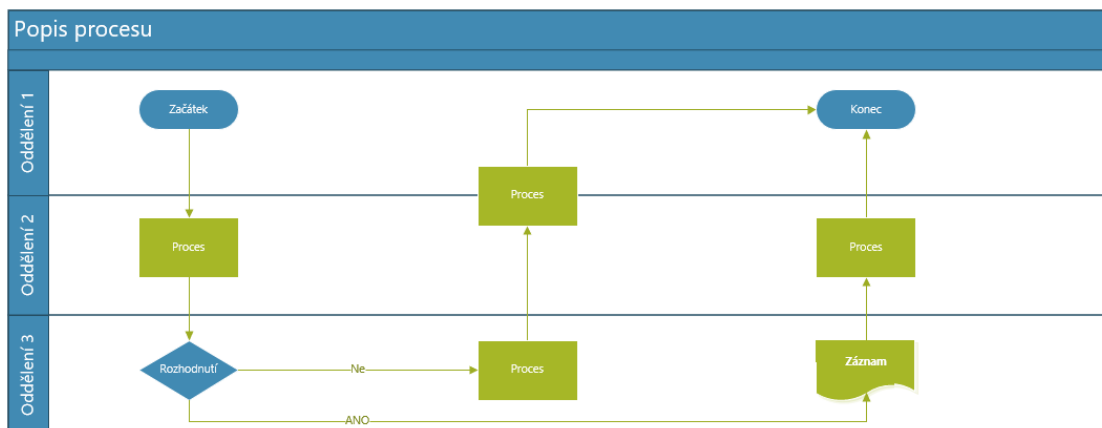 Popis procesu
Oddělení 1
Začátek
Konec
Proces
Oddělení 2
Proces
Proces
Oddělení 3
Rozhodnutí
Ne
Proces
Záznam
ANO